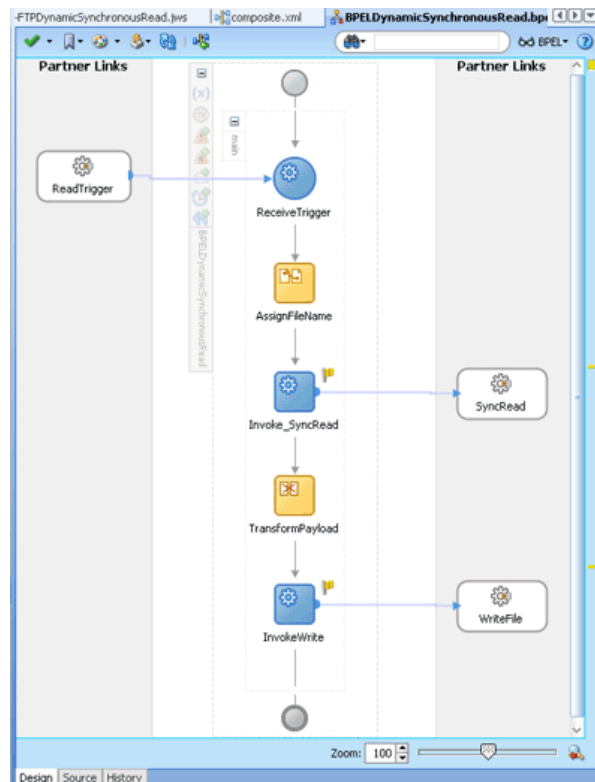 -FTPDynamicSynchronousRead.jws
composite.xml
BPELDynamicSynchronousRead.bpe
BPEL
Partner Links
Partner Links
main
ReadTrigger
ReceiveTrigger
BPELDynamicSynchronousRead
AssignFileName
Invoke_SyncRead
SyncRead
TransformPayload
InvokeWrite
WriteFile
Zoom: 100
Design Source History